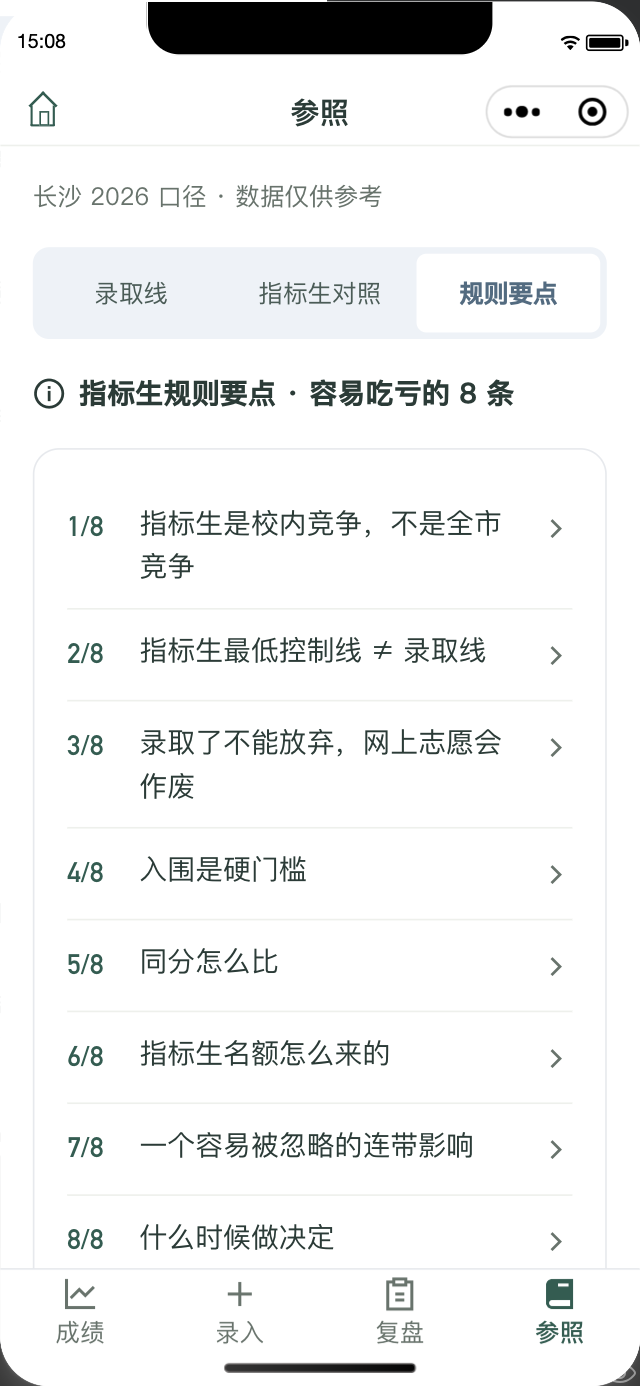 15:08
参照
长沙 2026 口径 · 数据仅供参考
录取线
指标生对照
规则要点
指标生规则要点 · 容易吃亏的 8 条
1/8
指标生是校内竞争，不是全市
竞争
2/8
指标生最低控制线 ≠ 录取线
3/8
录取了不能放弃，网上志愿会
作废
4/8
入围是硬门槛
5/8
同分怎么比
6/8
指标生名额怎么来的
7/8
一个容易被忽略的连带影响
8/8
什么时候做决定
成绩
录入
复盘
参照